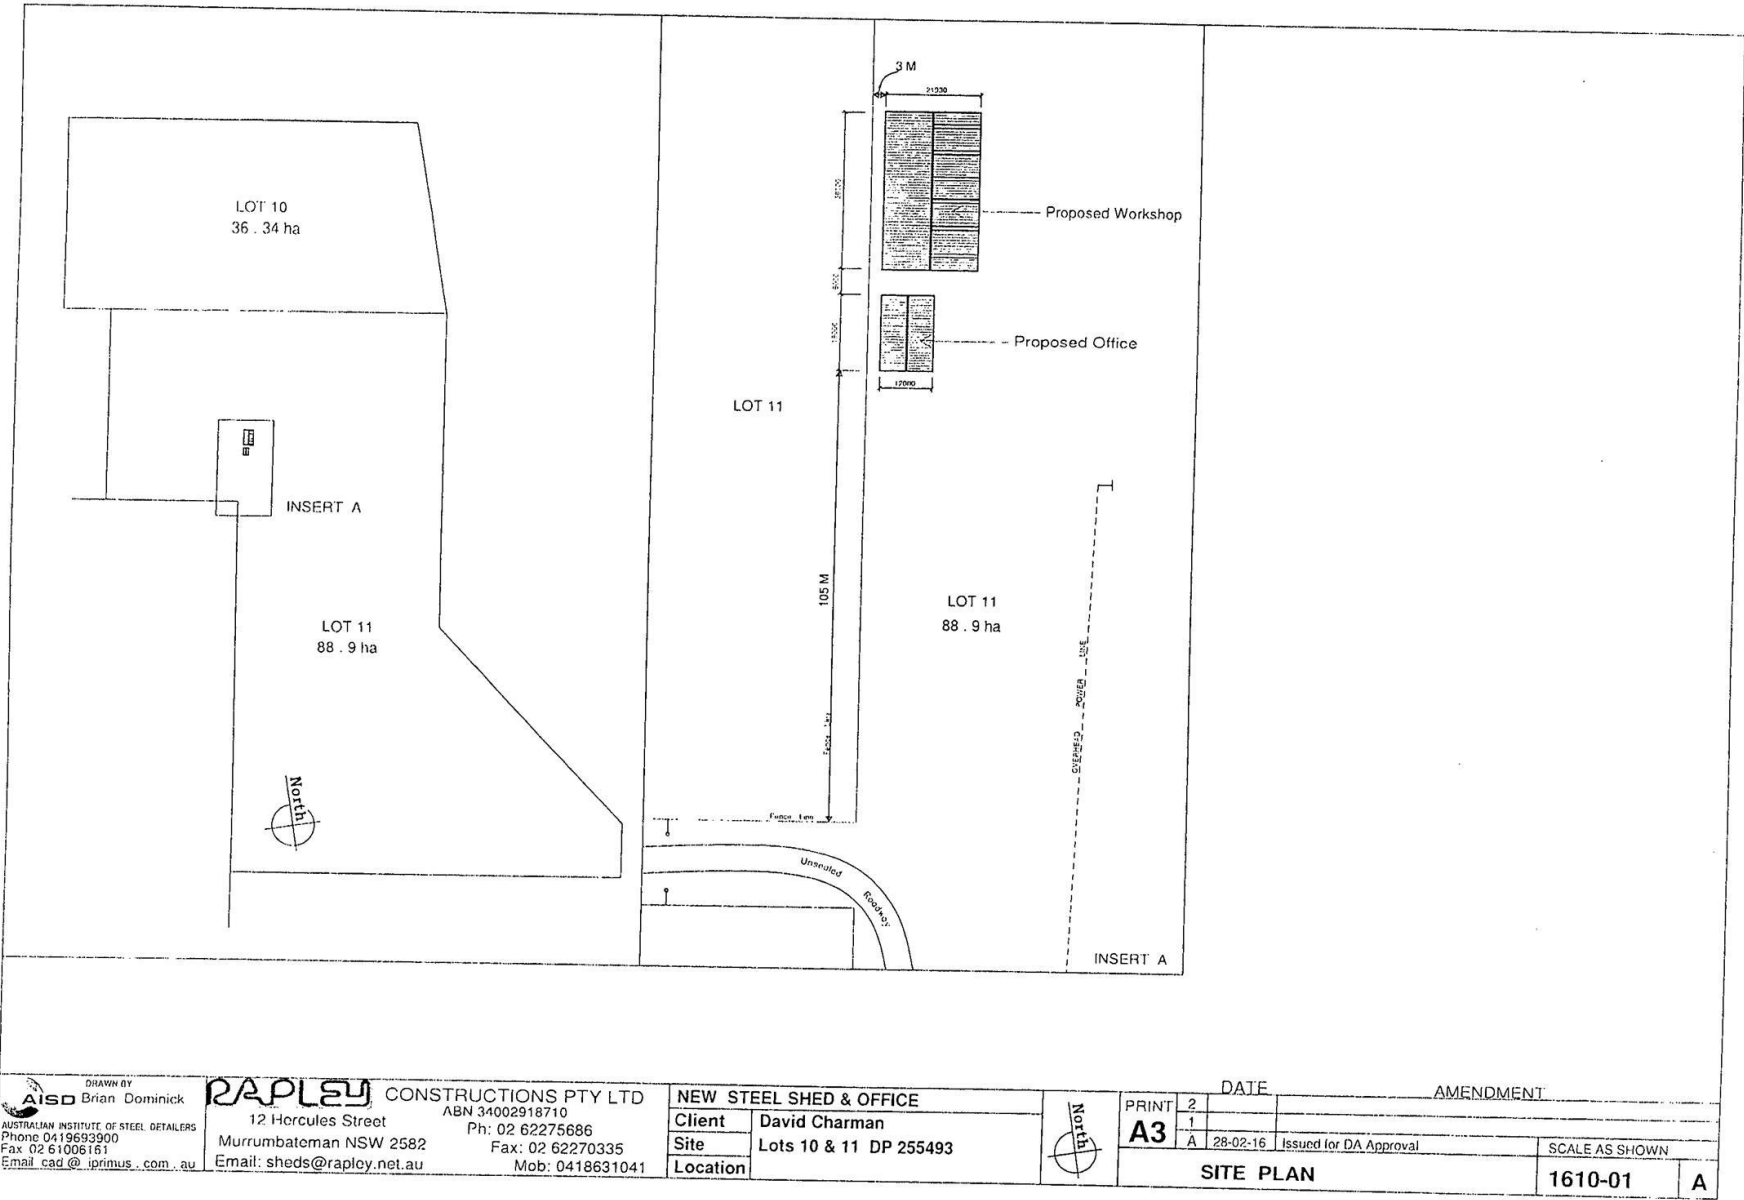 LOT 10
36 . 34 ha
INSERT A
LOT 11
88 . 9 ha
North
3 M
Proposed Workshop
Proposed Office
12000
LOT 11
105 M
LOT 11
88 . 9 ha
OVERHEAD POWER LINE
Fence Line
Fence Line
Unsealed Roadway
INSERT A
DRAWN BY
AISD Brian Dominick
AUSTRALIAN INSTITUTE OF STEEL DETAILERS
Phone 0419693900
Fax 02 61006161
Email cad @ iprimus . com . au
RAPLEY CONSTRUCTIONS PTY LTD
ABN 34002918710
12 Hercules Street
Ph: 02 62275686
Murrumbateman NSW 2582
Fax: 02 62270335
Email: sheds@rapley.net.au
Mob: 0418631041
NEW STEEL SHED & OFFICE
Client David Charman
Site Lots 10 & 11 DP 255493
Location
North
DATE AMENDMENT
PRINT 2
A3 1
A 28-02-16 Issued for DA Approval
SCALE AS SHOWN
SITE PLAN
1610-01 A